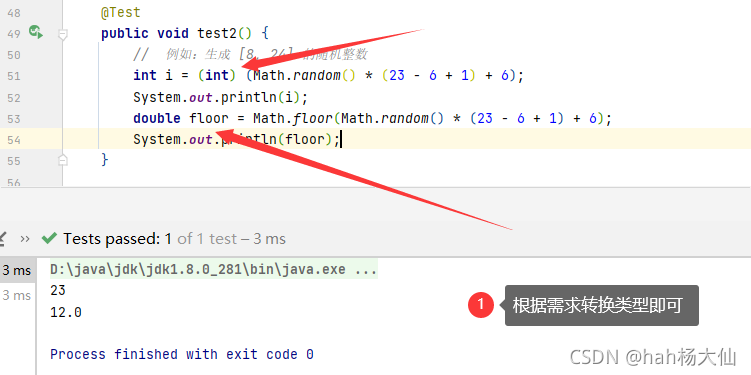 48 @Test
49 public void test2() {
50 // 例如：生成 [8, 24] 的随机整数
51 int i = (int) (Math.random() * (23 - 6 + 1) + 6);
52 System.out.println(i);
53 double floor = Math.floor(Math.random() * (23 - 6 + 1) + 6);
54 System.out.println(floor);
55 }
56
>> Tests passed: 1 of 1 test – 3 ms
3 ms D:\java\jdk\jdk1.8.0_281\bin\java.exe ...
3 ms 23
12.0
1 根据需求转换类型即可
Process finished with exit code 0
CSDN @hah杨大仙